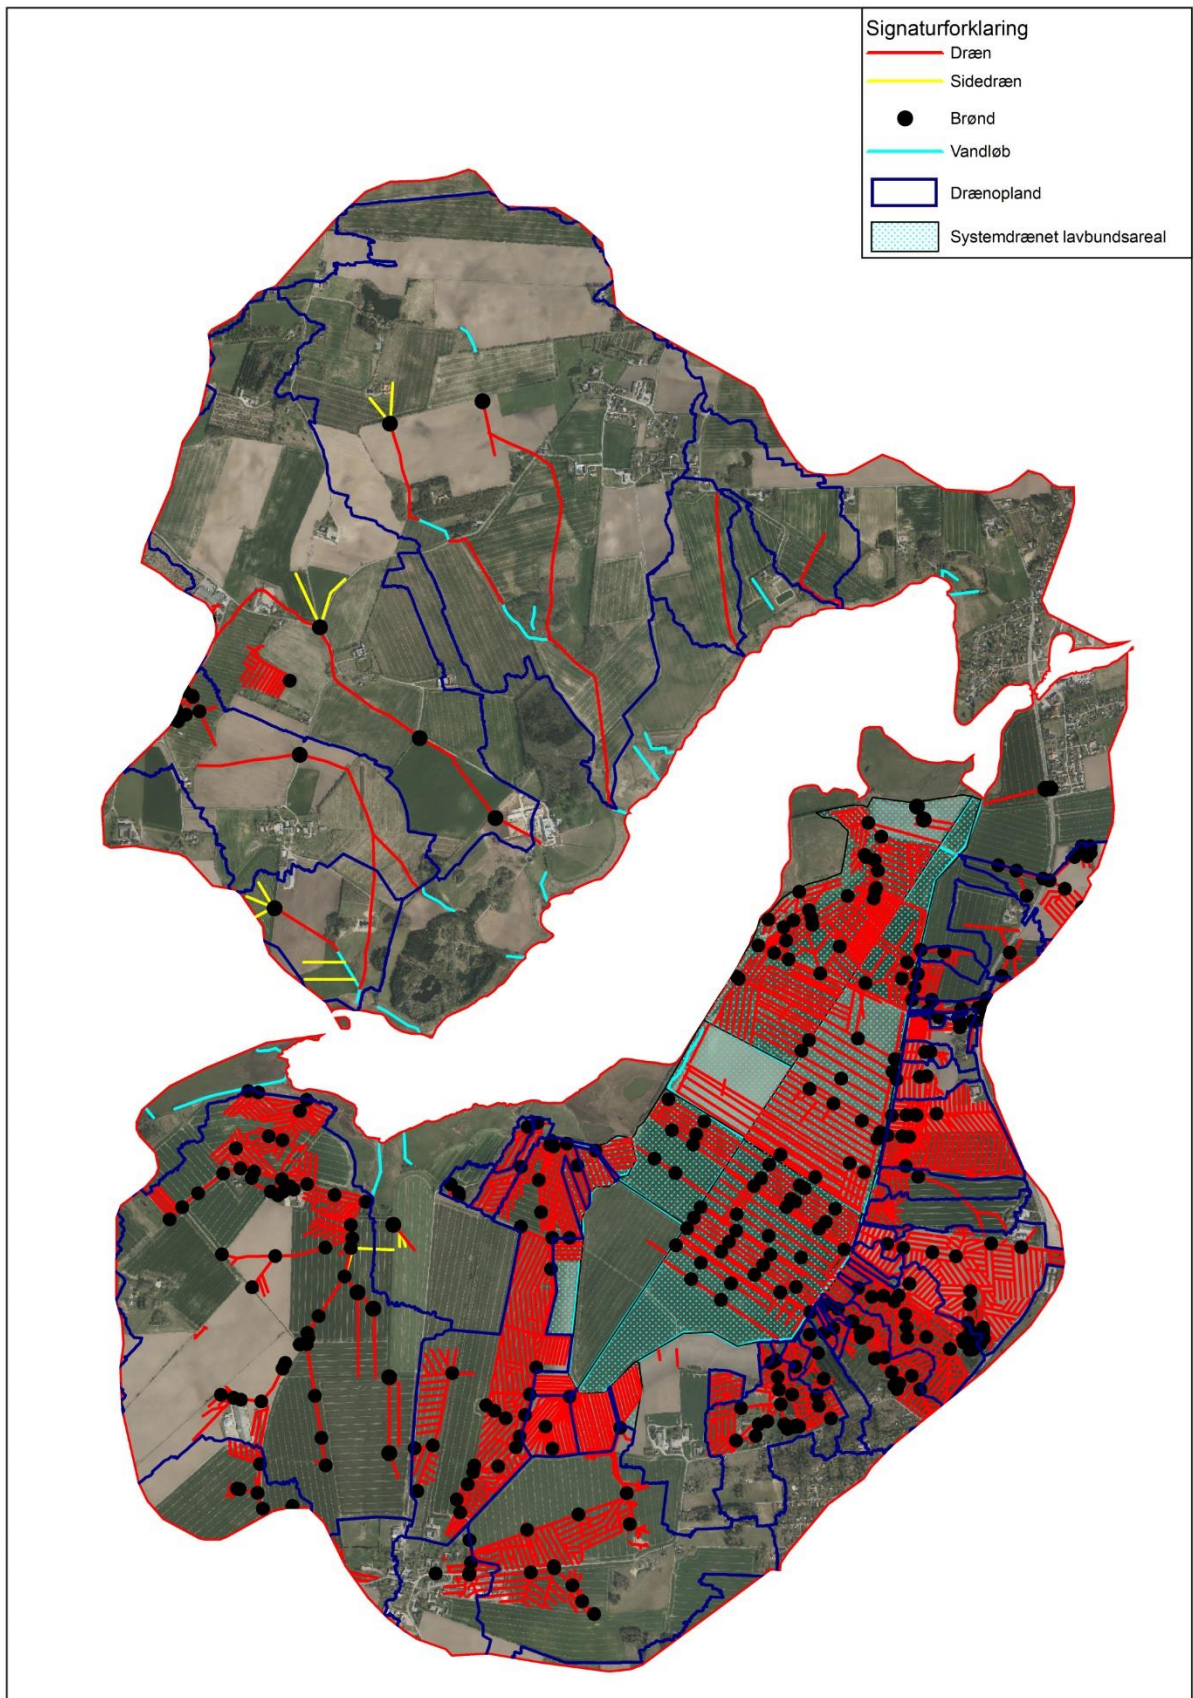 Signaturforklaring
Dræn
Sidedræn
Brønd
Vandløb
Drænopland
Systemdrænet lavbundsareal